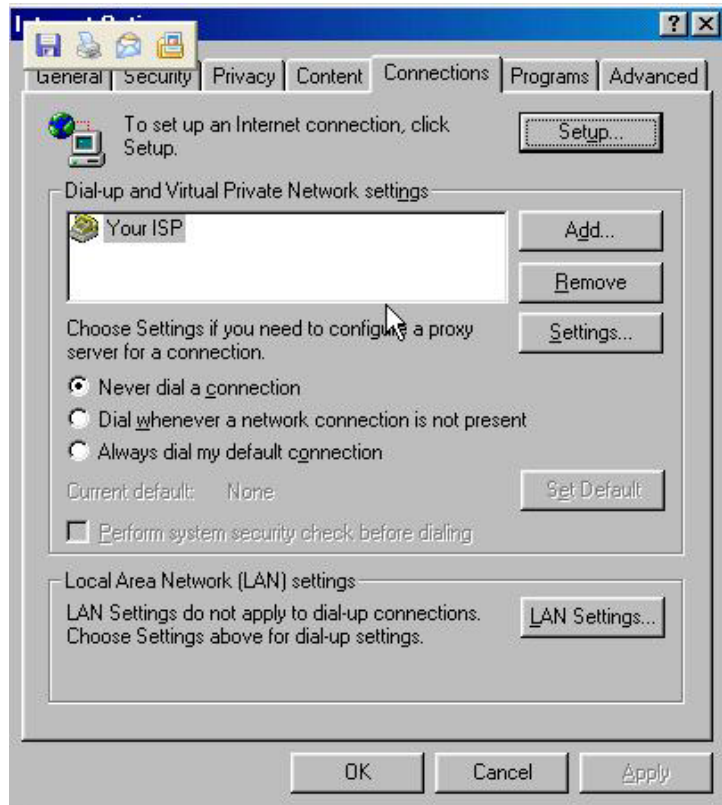 General Security Privacy Content Connections Programs Advanced
To set up an Internet connection, click
Setup.
Setup...
Dial-up and Virtual Private Network settings
Your ISP
Add...
Remove
Choose Settings if you need to configure a proxy
server for a connection.
Settings...
Never dial a connection
Dial whenever a network connection is not present
Always dial my default connection
Current default: None
Set Default
Perform system security check before dialing
Local Area Network (LAN) settings
LAN Settings do not apply to dial-up connections.
Choose Settings above for dial-up settings.
LAN Settings...
OK Cancel Apply